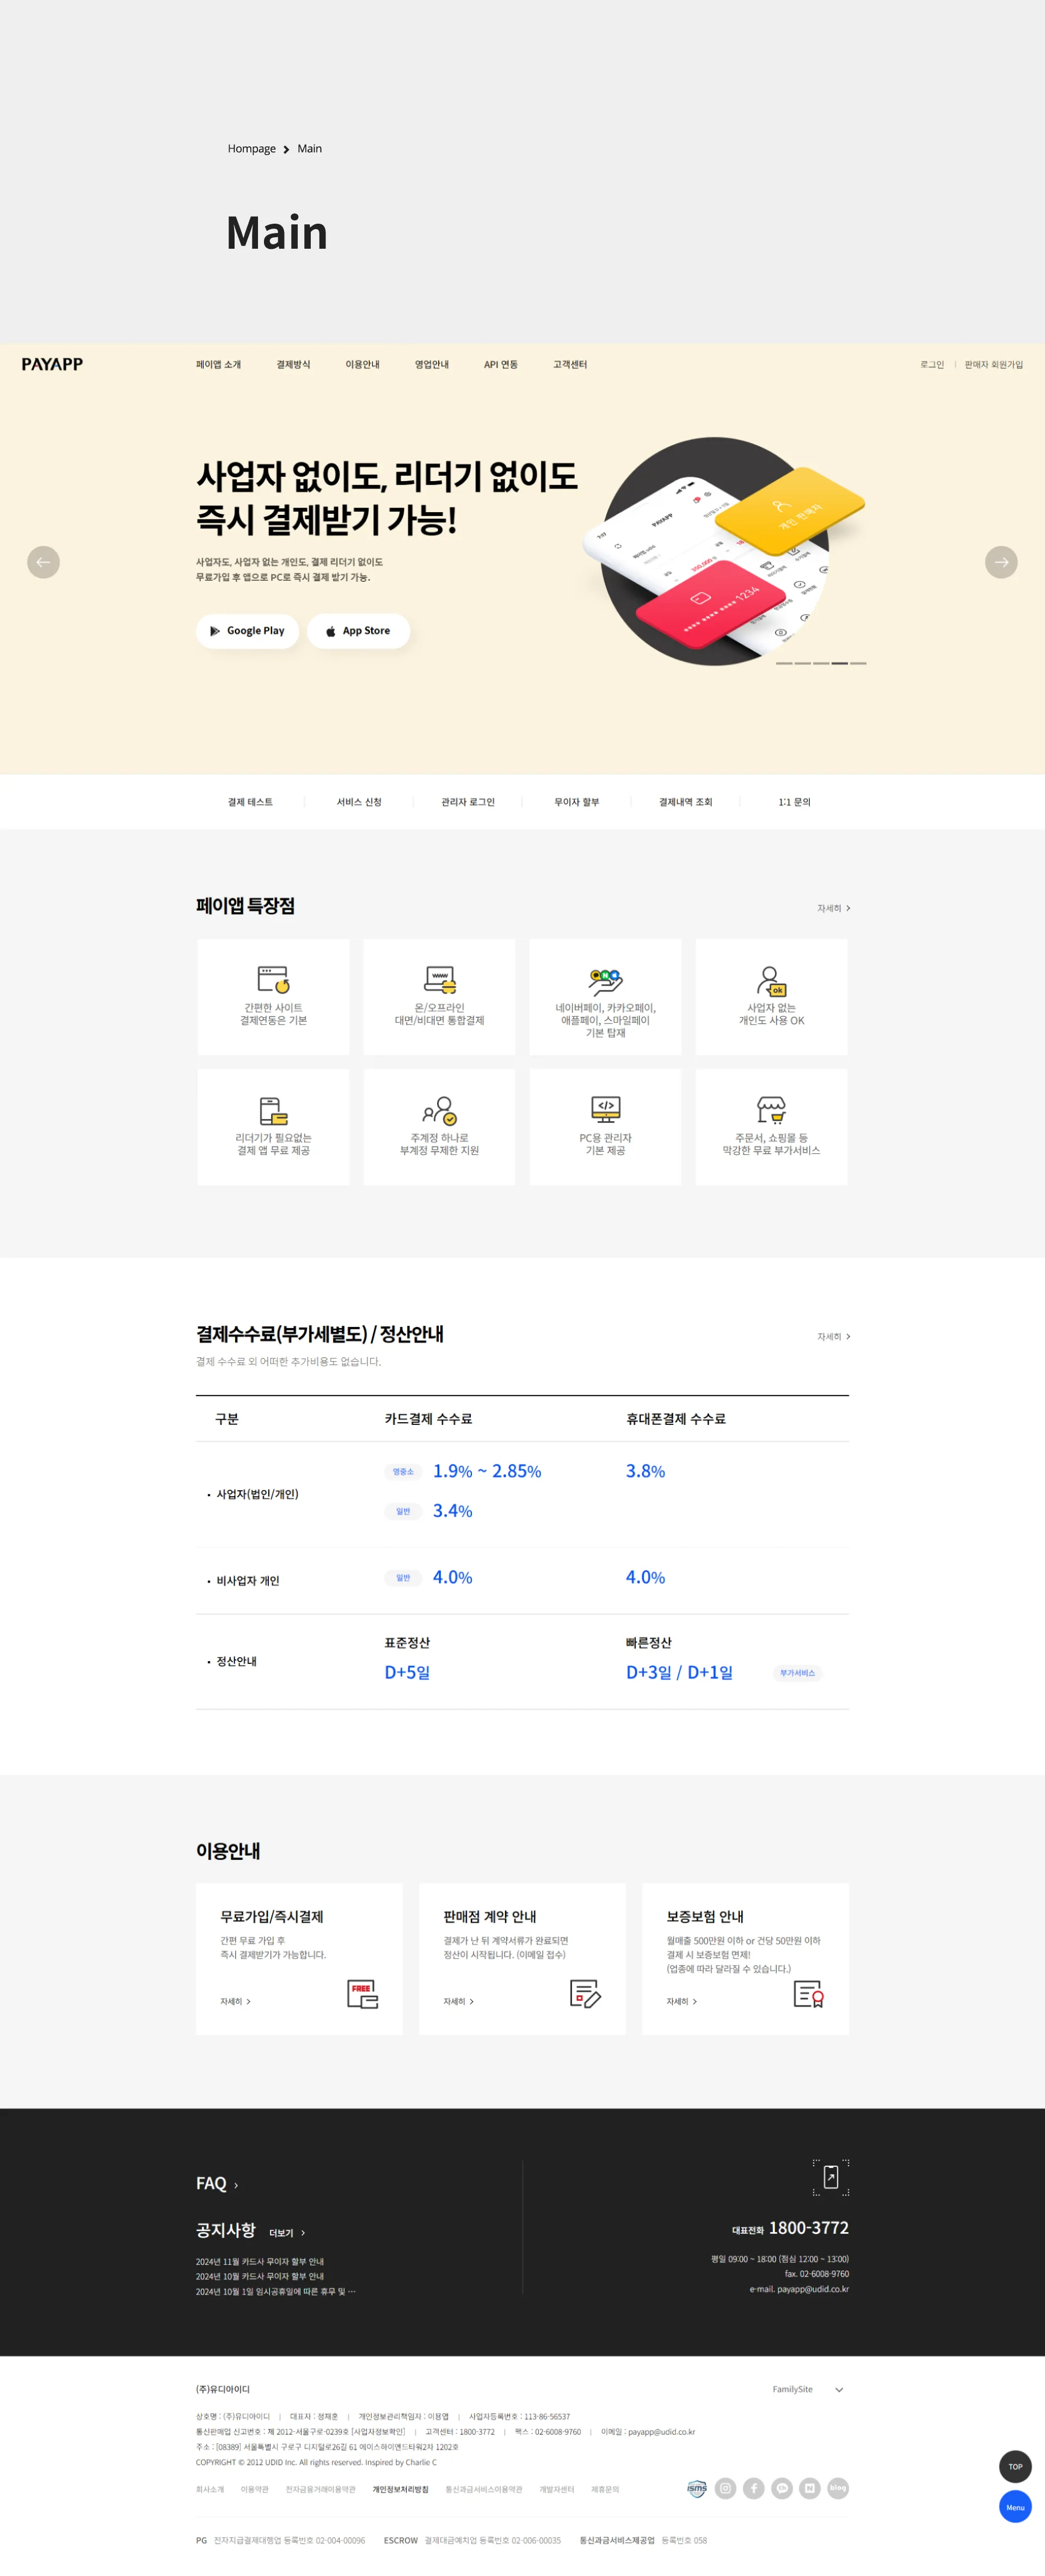 Hompage > Main
Main
PAYAPP
페이앱 소개
결제방식
이용안내
영업안내
API 연동
고객센터
로그인 | 판매자 회원가입
사업자 없이도, 리더기 없이도
즉시 결제받기 가능!
사업자도, 사업자 없는 개인도, 결제 리더기 없이도
무료가입 후 앱으로 PC로 즉시 결제 받기 가능.
Google Play
App Store
PAYAPP
개인 판매자
1234
결제 테스트
서비스 신청
관리자 로그인
무이자 할부
결제내역 조회
1:1 문의
페이앱 특장점
자세히 >
간편한 사이트
결제연동은 기본
www
온/오프라인
대면/비대면 통합결제
네이버페이, 카카오페이,
애플페이, 스마일페이
기본 탑재
ok
사업자 없는
개인도 사용 OK
리더기가 필요없는
결제 앱 무료 제공
주계정 하나로
부계정 무제한 지원
</>
PC용 관리자
기본 제공
주문서, 쇼핑몰 등
막강한 무료 부가서비스
결제수수료(부가세별도) / 정산안내
자세히 >
결제 수수료 외 어떠한 추가비용도 없습니다.
구분
카드결제 수수료
휴대폰결제 수수료
• 사업자(법인/개인)
영중소 1.9% ~ 2.85%
3.8%
일반 3.4%
• 비사업자 개인
일반 4.0%
4.0%
• 정산안내
표준정산
D+5일
빠른정산
D+3일 / D+1일
부가서비스
이용안내
무료가입/즉시결제
간편 무료 가입 후
즉시 결제받기가 가능합니다.
자세히 >
FREE
판매점 계약 안내
결제가 난 뒤 계약서류가 완료되면
정산이 시작됩니다. (이메일 접수)
자세히 >
보증보험 안내
월매출 500만원 이하 or 건당 50만원 이하
결제 시 보증보험 면제!
(업종에 따라 달라질 수 있습니다.)
자세히 >
FAQ >
공지사항 더보기 >
2024년 11월 카드사 무이자 할부 안내
2024년 10월 카드사 무이자 할부 안내
2024년 10월 1일 임시공휴일에 따른 휴무 및 ···
대표전화 1800-3772
평일 09:00 ~ 18:00 (점심 12:00 ~ 13:00)
fax. 02-6008-9760
e-mail. payapp@udid.co.kr
(주)유디아이디
FamilySite
상호명 : (주)유디아이디 | 대표자 : 정채훈 | 개인정보관리책임자 : 이용엽 | 사업자등록번호 : 113-86-56537
통신판매업 신고번호 : 제 2012-서울구로-0239호 [사업자정보확인] | 고객센터 : 1800-3772 | 팩스 : 02-6008-9760 | 이메일 : payapp@udid.co.kr
주소 : [08389] 서울특별시 구로구 디지털로26길 61 에이스하이엔드타워2차 1202호
COPYRIGHT © 2012 UDID Inc. All rights reserved. Inspired by Charlie C
회사소개
이용약관
전자금융거래이용약관
개인정보처리방침
통신과금서비스이용약관
개발자센터
제휴문의
isms
blog
TOP
Menu
PG 전자지급결제대행업 등록번호 02-004-00096
ESCROW 결제대금예치업 등록번호 02-006-00035
통신과금서비스제공업 등록번호 058